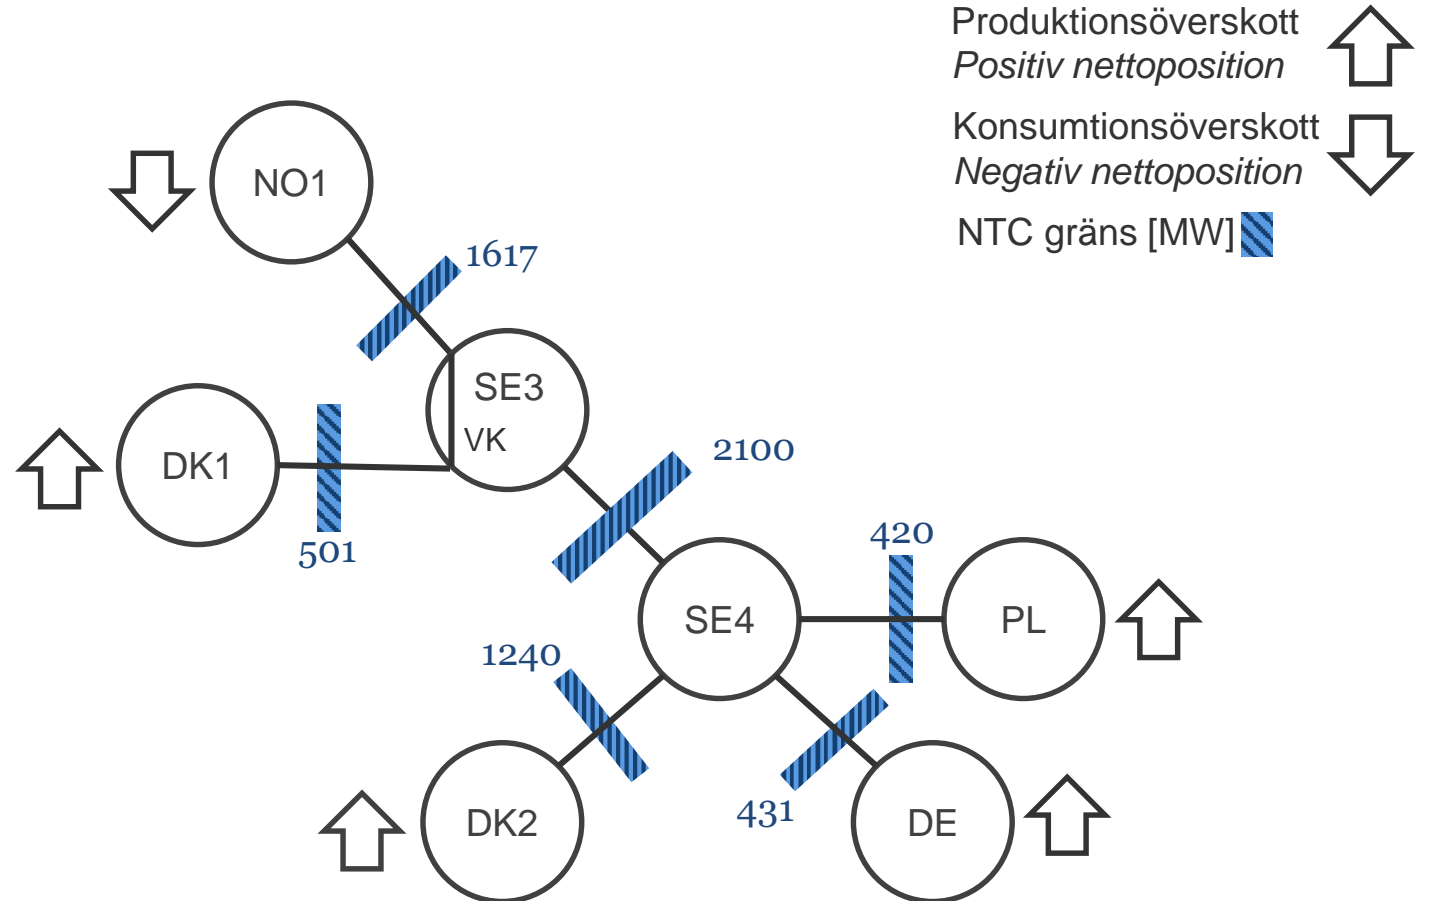 Produktionsöverskott
Positiv nettoposition
Konsumtionsöverskott
Negativ nettoposition
NTC gräns [MW]
NO1
1617
SE3
VK
DK1
501
2100
420
SE4
PL
1240
431
DK2
DE